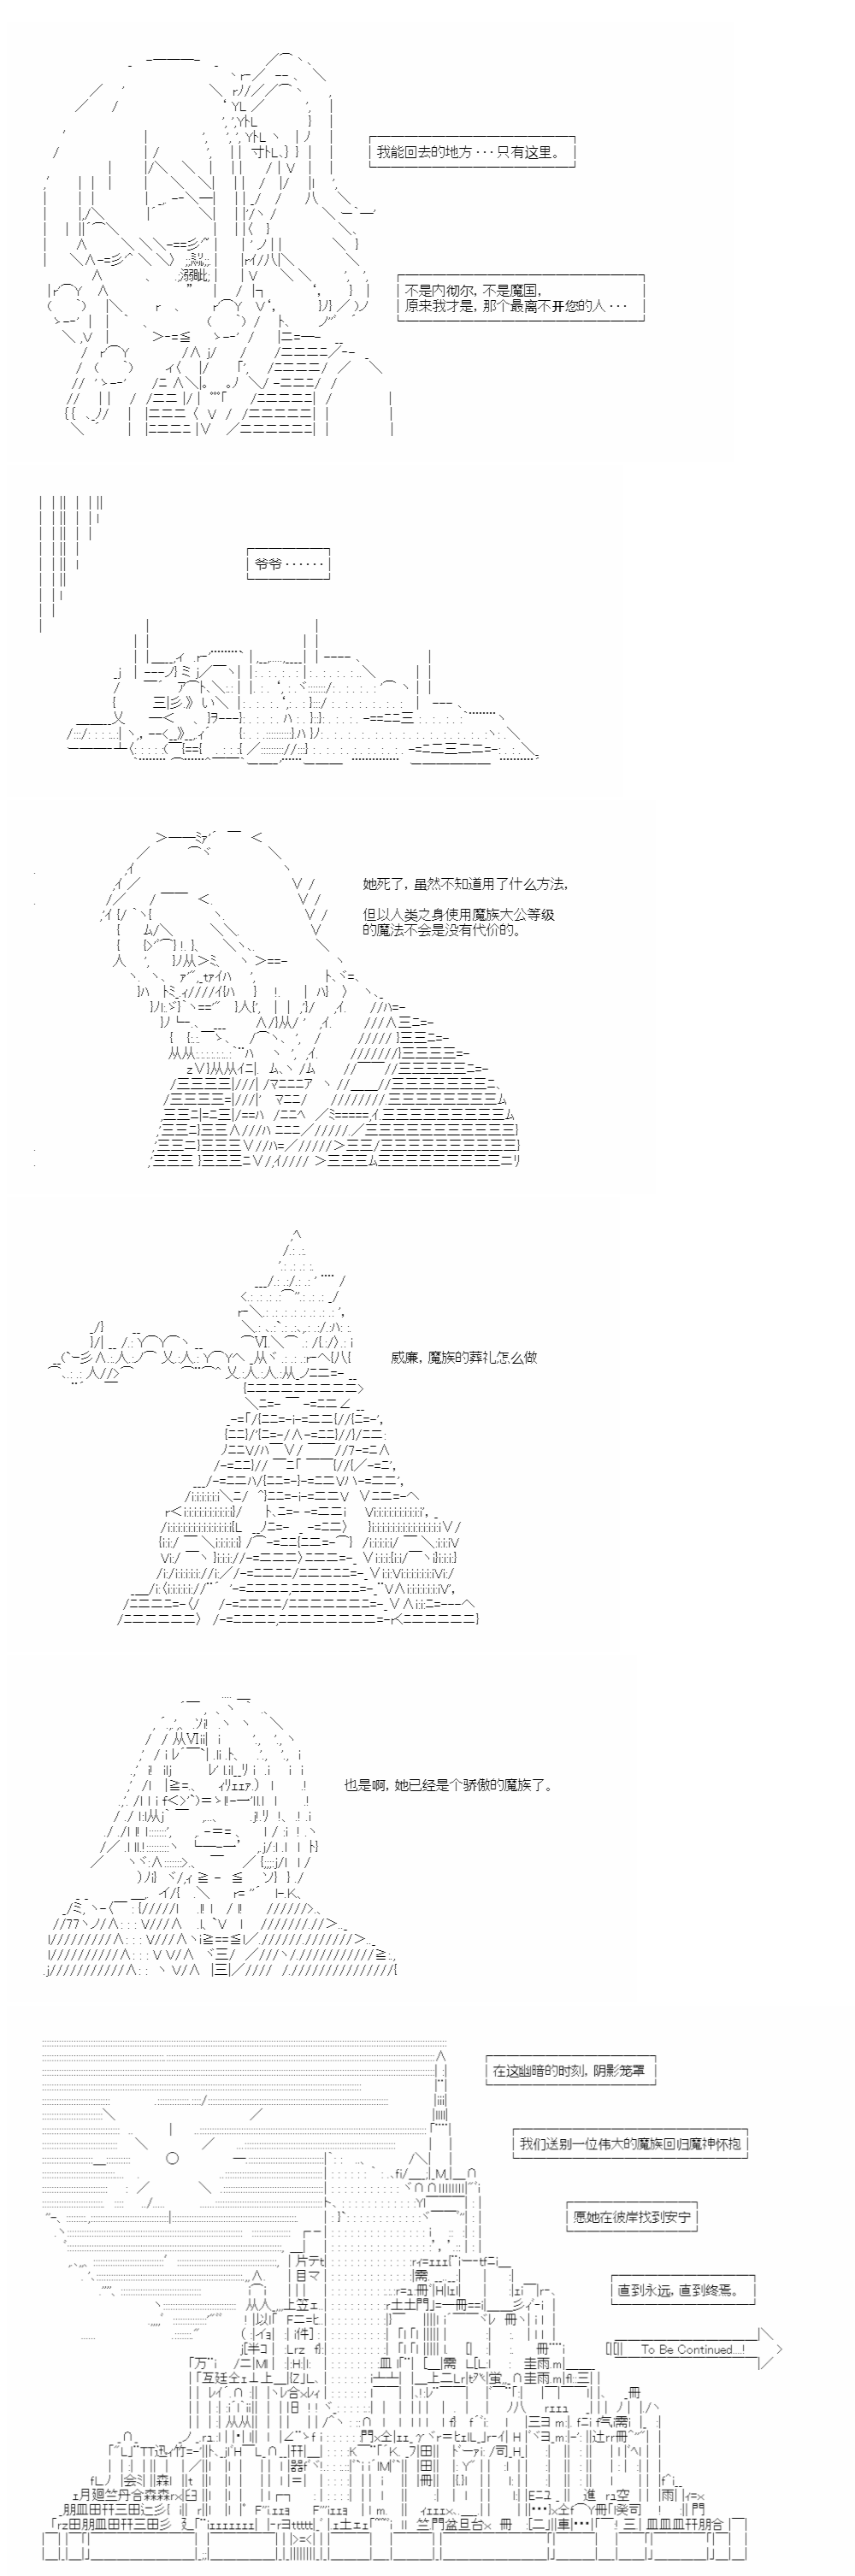 我能回去的地方･･･只有这里。
不是内彻尔，不是魔国，
原来我才是，那个最离不开您的人･･･
爷爷･･････
她死了，虽然不知道用了什么方法，
但以人类之身使用魔族大公等级
的魔法不会是没有代价的。
威廉，魔族的葬礼怎么做
也是啊，她已经是个骄傲的魔族了。
在这幽暗的时刻，阴影笼罩
我们送别一位伟大的魔族回归魔神怀抱
愿她在彼岸找到安宁
直到永远，直到终焉。
To Be Continued....!